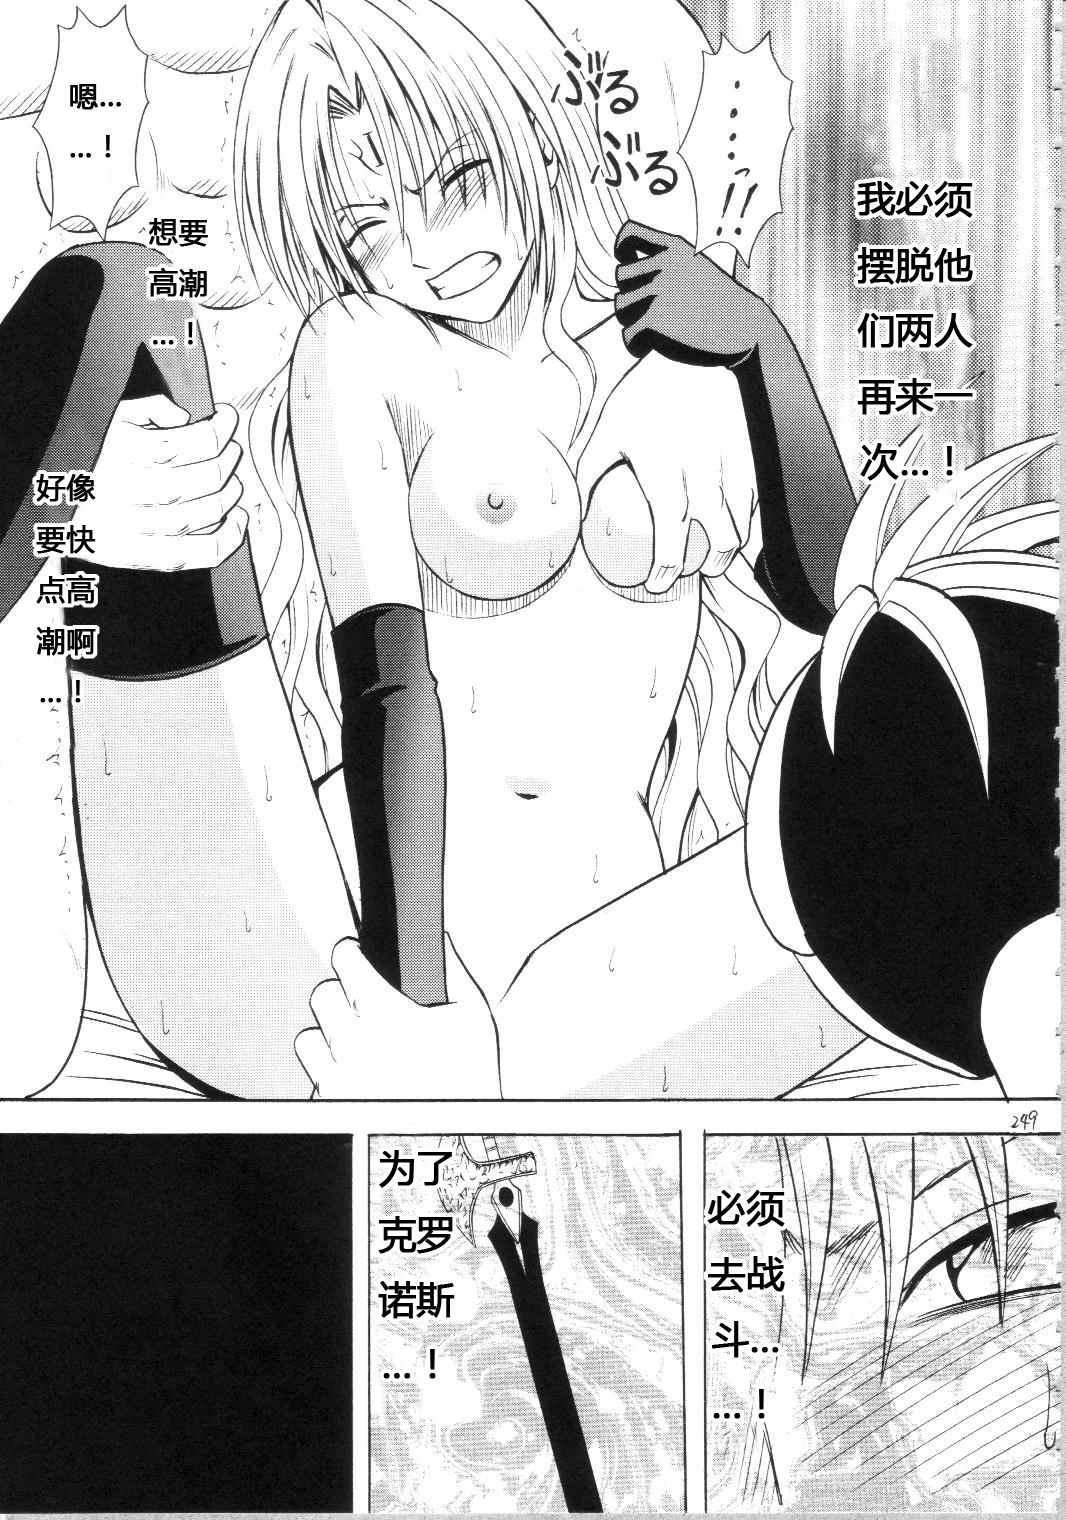 我必须
摆脱他
们两人
再来一
次...！
......!!
ぶる
ぶる
嗯...
...！
想要
高潮
...！
好像
要快
点高
潮啊
...！
249
必须
去战
斗...
...！
为了
克罗
诺斯
...！